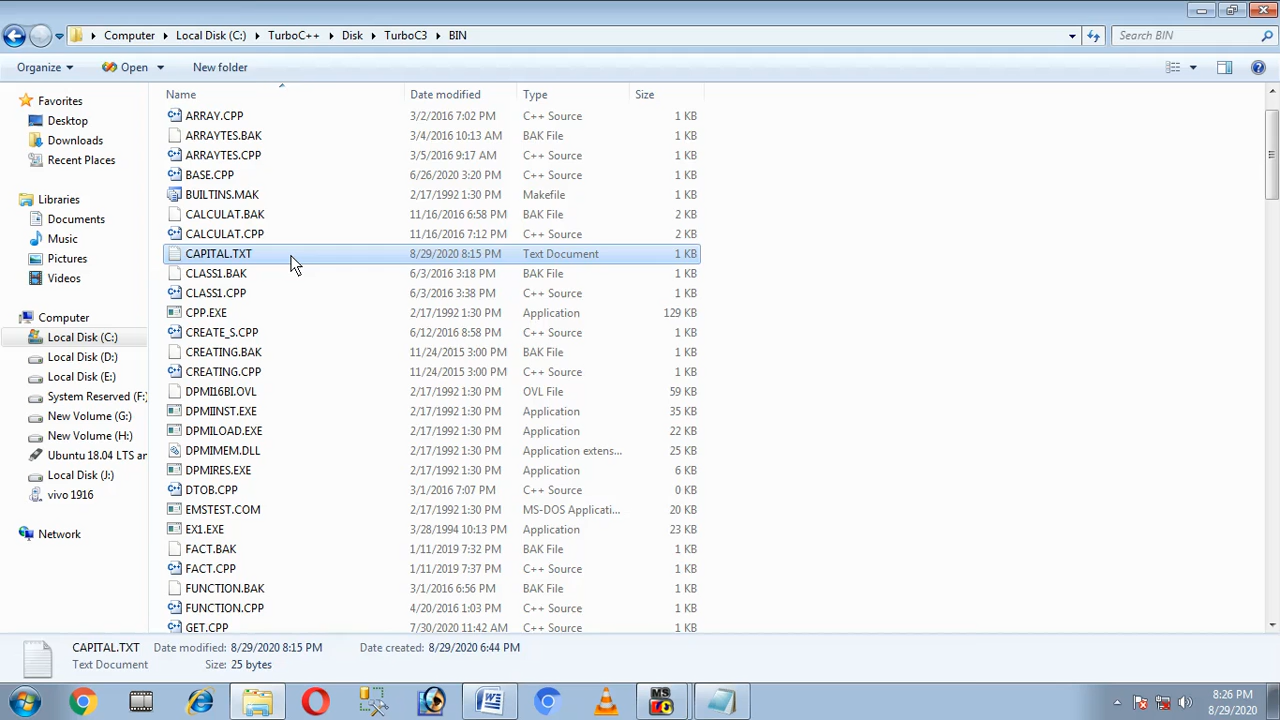 Computer Local Disk (C:) TurboC++ Disk TurboC3 BIN Search BIN
Organize Open New folder
Name Date modified Type Size
Favorites
Desktop
Downloads
Recent Places
Libraries
Documents
Music
Pictures
Videos
Computer
Local Disk (C:)
Local Disk (D:)
Local Disk (E:)
System Reserved (F:
New Volume (G:)
New Volume (H:)
Ubuntu 18.04 LTS an
Local Disk (J:)
vivo 1916
Network
ARRAY.CPP 3/2/2016 7:02 PM C++ Source 1 KB
ARRAYTES.BAK 3/4/2016 10:13 AM BAK File 1 KB
ARRAYTES.CPP 3/5/2016 9:17 AM C++ Source 1 KB
BASE.CPP 6/26/2020 3:20 PM C++ Source 1 KB
BUILTINS.MAK 2/17/1992 1:30 PM Makefile 1 KB
CALCULAT.BAK 11/16/2016 6:58 PM BAK File 2 KB
CALCULAT.CPP 11/16/2016 7:12 PM C++ Source 2 KB
CAPITAL.TXT 8/29/2020 8:15 PM Text Document 1 KB
CLASS1.BAK 6/3/2016 3:18 PM BAK File 1 KB
CLASS1.CPP 6/3/2016 3:38 PM C++ Source 1 KB
CPP.EXE 2/17/1992 1:30 PM Application 129 KB
CREATE_S.CPP 6/12/2016 8:58 PM C++ Source 1 KB
CREATING.BAK 11/24/2015 3:00 PM BAK File 1 KB
CREATING.CPP 11/24/2015 3:00 PM C++ Source 1 KB
DPMI16BI.OVL 2/17/1992 1:30 PM OVL File 59 KB
DPMIINST.EXE 2/17/1992 1:30 PM Application 35 KB
DPMILOAD.EXE 2/17/1992 1:30 PM Application 22 KB
DPMIMEM.DLL 2/17/1992 1:30 PM Application extens... 25 KB
DPMIRES.EXE 2/17/1992 1:30 PM Application 6 KB
DTOB.CPP 3/1/2016 7:07 PM C++ Source 0 KB
EMSTEST.COM 2/17/1992 1:30 PM MS-DOS Applicati... 20 KB
EX1.EXE 3/28/1994 10:13 PM Application 23 KB
FACT.BAK 1/11/2019 7:32 PM BAK File 1 KB
FACT.CPP 1/11/2019 7:37 PM C++ Source 1 KB
FUNCTION.BAK 3/1/2016 6:56 PM BAK File 1 KB
FUNCTION.CPP 4/20/2016 1:03 PM C++ Source 1 KB
GET.CPP 7/30/2020 11:42 AM C++ Source 1 KB
CAPITAL.TXT Date modified: 8/29/2020 8:15 PM Date created: 8/29/2020 6:44 PM
Text Document Size: 25 bytes
MS
8:26 PM
8/29/2020